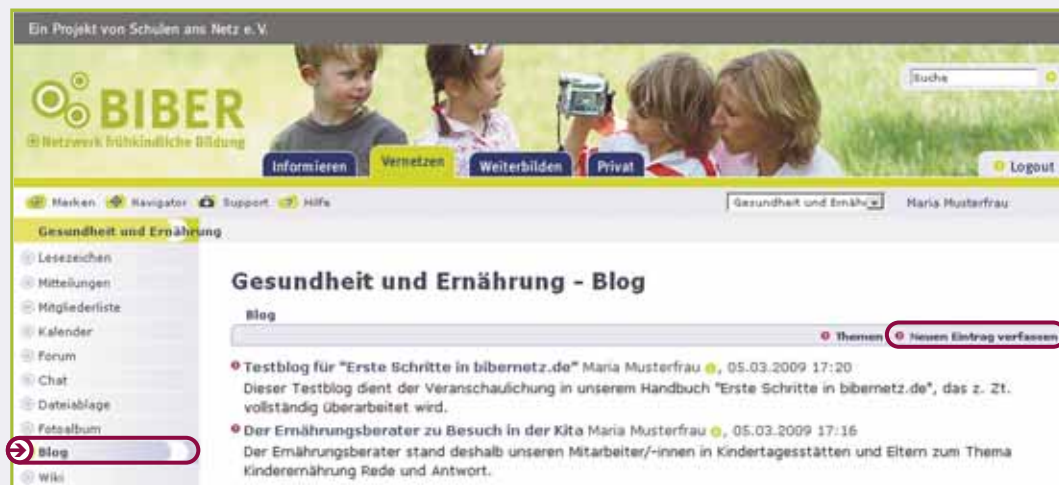 Ein Projekt von Schulen ans Netz e.V.
BIBER
Netzwerk frühkindliche Bildung
Suche
Informieren
Vernetzen
Weiterbilden
Privat
Logout
Merken
Navigator
Support
Hilfe
Gesundheit und Ernäh
Maria Musterfrau
Gesundheit und Ernährung
Lesezeichen
Mitteilungen
Mitgliederliste
Kalender
Forum
Chat
Dateiablage
Fotoalbum
Blog
Wiki
Gesundheit und Ernährung - Blog
Blog
Themen
Neuen Eintrag verfassen
Testblog für "Erste Schritte in bibernetz.de" Maria Musterfrau, 05.03.2009 17:20
Dieser Testblog dient der Veranschaulichung in unserem Handbuch "Erste Schritte in bibernetz.de", das z. Zt.
vollständig überarbeitet wird.
Der Ernährungsberater zu Besuch in der Kita Maria Musterfrau, 05.03.2009 17:16
Der Ernährungsberater stand deshalb unseren Mitarbeiter/-innen in Kindertagesstätten und Eltern zum Thema
Kinderernährung Rede und Antwort.